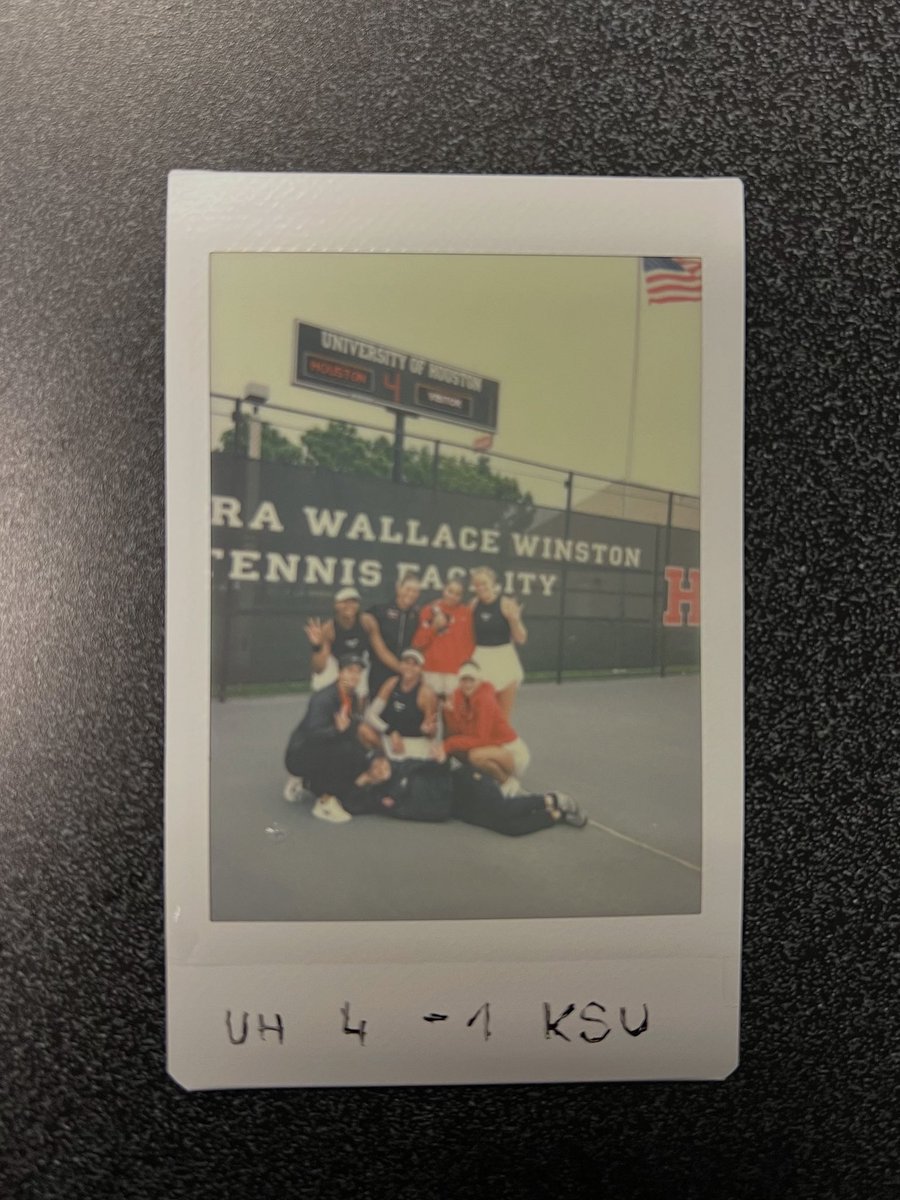 UNIVERSITY OF HOUSTON
HOUSTON 4 VISITOR
RA WALLACE WINSTON
TENNIS FACILITY
H
UH 4 - 1 KSU